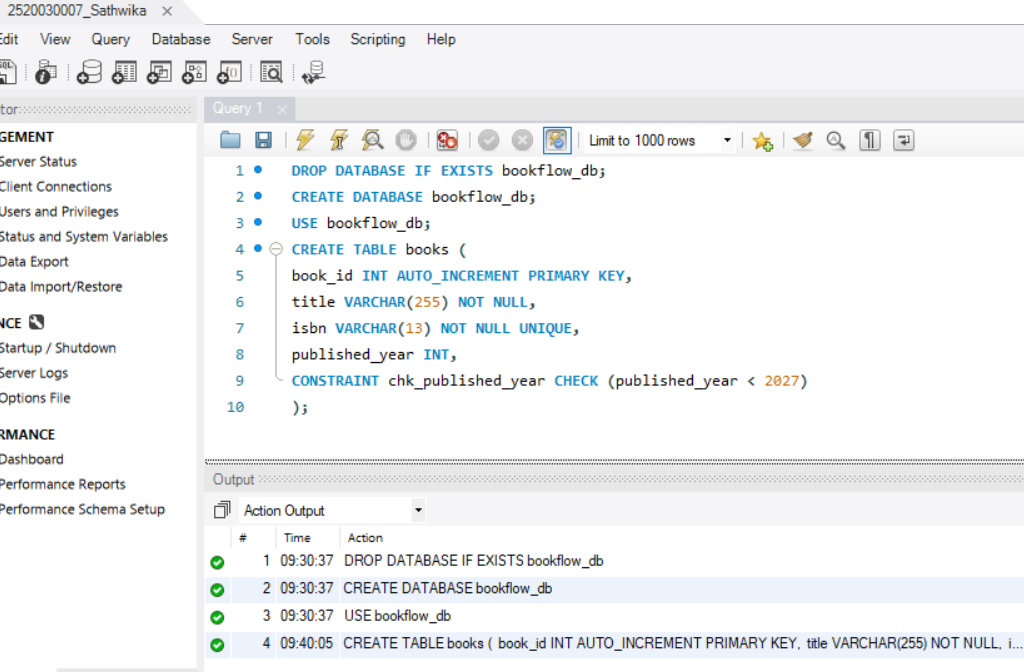 2520030007_Sathwika ×
Edit View Query Database Server Tools Scripting Help
Query 1 ×
Limit to 1000 rows
GEMENT
Server Status
Client Connections
Users and Privileges
Status and System Variables
Data Export
Data Import/Restore
NCE
Startup / Shutdown
Server Logs
Options File
RMANCE
Dashboard
Performance Reports
Performance Schema Setup
1 DROP DATABASE IF EXISTS bookflow_db;
2 CREATE DATABASE bookflow_db;
3 USE bookflow_db;
4 CREATE TABLE books (
5 book_id INT AUTO_INCREMENT PRIMARY KEY,
6 title VARCHAR(255) NOT NULL,
7 isbn VARCHAR(13) NOT NULL UNIQUE,
8 published_year INT,
9 CONSTRAINT chk_published_year CHECK (published_year < 2027)
10 );
Output
Action Output
# Time Action
1 09:30:37 DROP DATABASE IF EXISTS bookflow_db
2 09:30:37 CREATE DATABASE bookflow_db
3 09:30:37 USE bookflow_db
4 09:40:05 CREATE TABLE books ( book_id INT AUTO_INCREMENT PRIMARY KEY, title VARCHAR(255) NOT NULL, i...